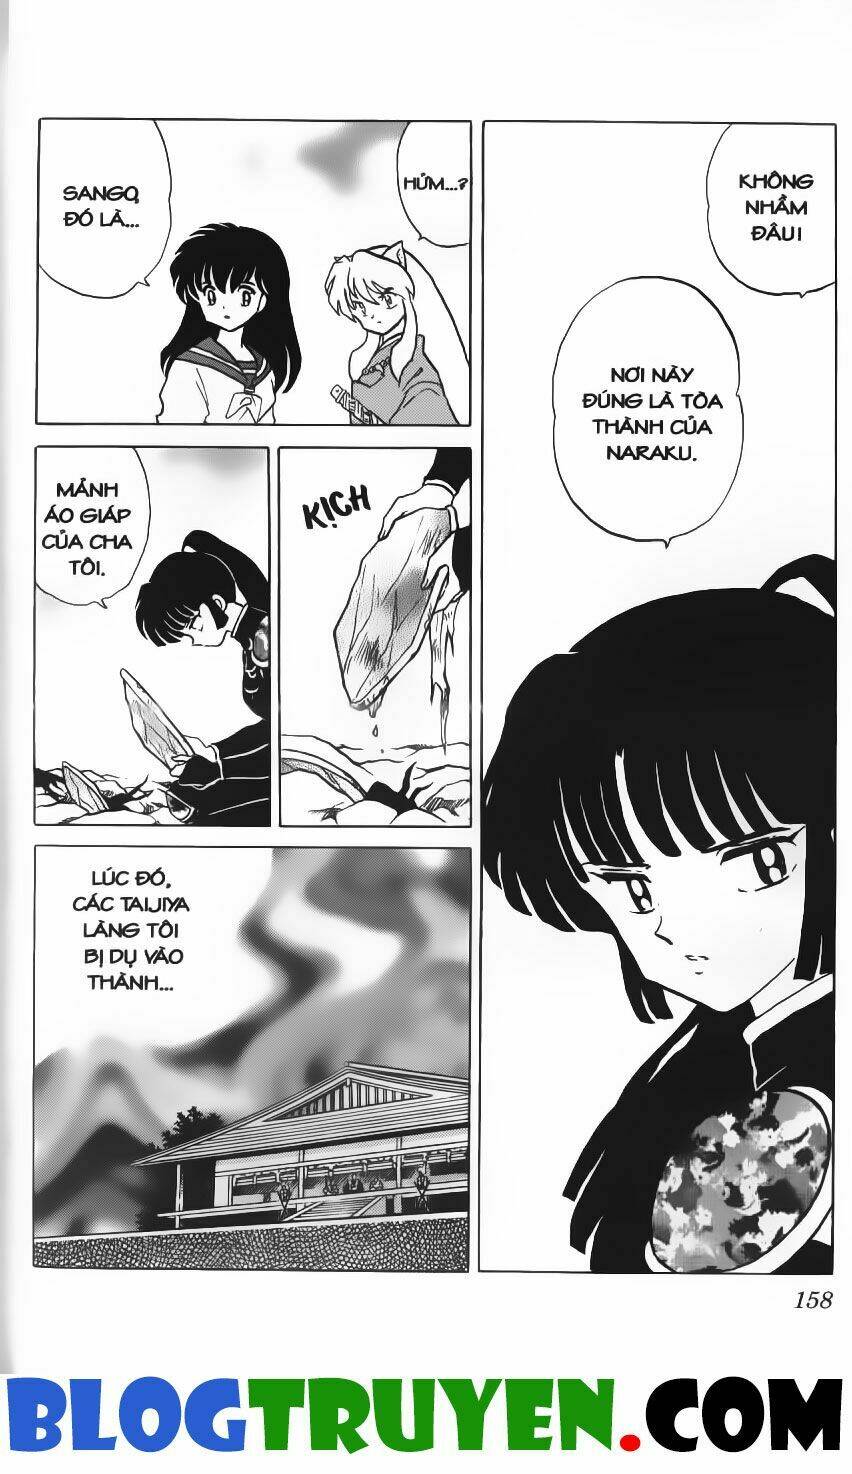 KHÔNG
NHẦM
ĐÂU!
NƠI NÀY
ĐÚNG LÀ TÒA
THÀNH CỦA
NARAKU.
HỬM...?
SANGO,
ĐÓ LÀ...
KỊCH
MẢNH
ÁO GIÁP
CỦA CHA
TÔI.
LÚC ĐÓ,
CÁC TAIJIYA
LÀNG TÔI
BỊ DỤ VÀO
THÀNH...
158
BLOGTRUYEN.COM